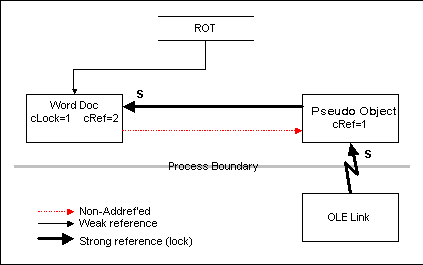 ROT
S
Word Doc
cLock=1 cRef=2
Pseudo Object
cRef=1
S
Process Boundary
OLE Link
Non-Addref'ed
Weak reference
Strong reference (lock)